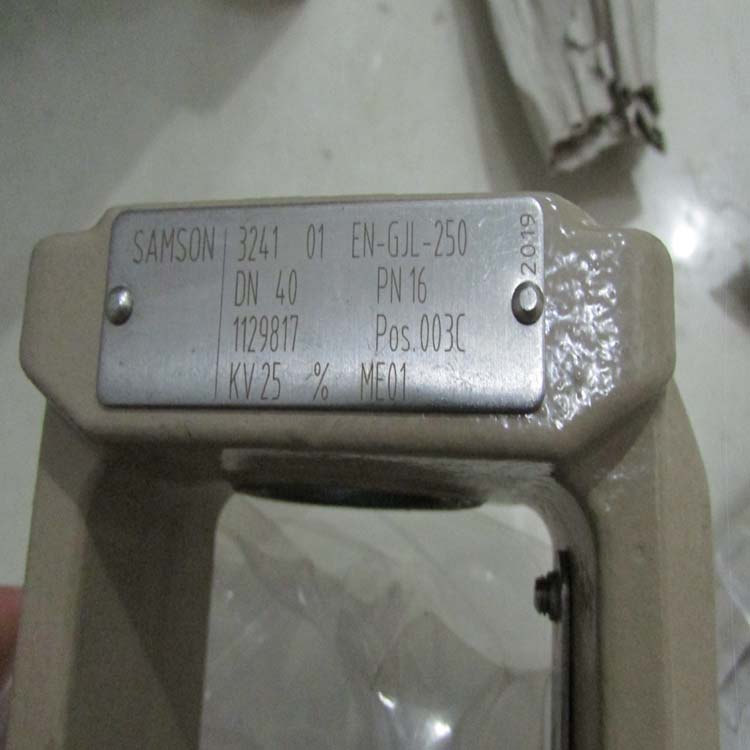 SAMSON 3241 01 EN-GJL-250
DN 40 PN 16
1129817 Pos.003C
KV 25 % ME01
2019